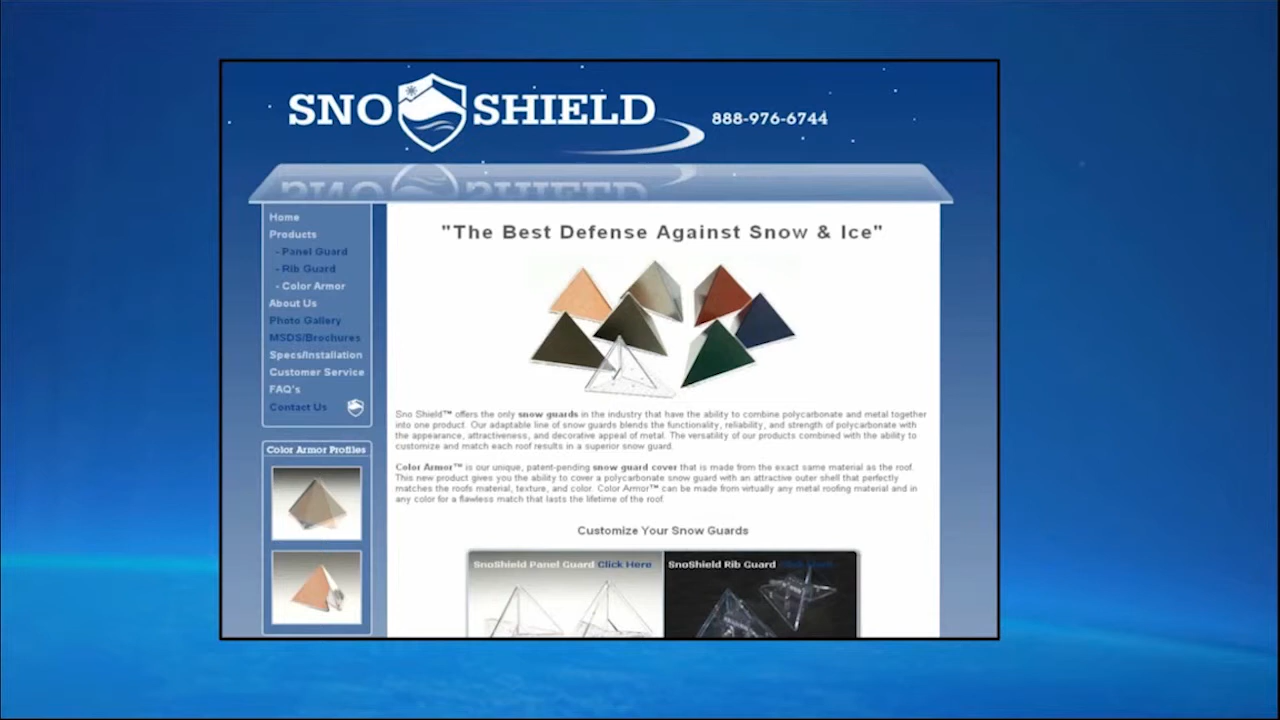 SNO SHIELD
888-976-6744
Home
Products
- Panel Guard
- Rib Guard
- Color Armor
About Us
Photo Gallery
MSDS/Brochures
Specs/Installation
Customer Service
FAQ's
Contact Us
Color Armor Profiles
"The Best Defense Against Snow & Ice"
Sno Shield™ offers the only snow guards in the industry that have the ability to combine polycarbonate and metal together
into one product. Our adaptable line of snow guards blends the functionality, reliability, and strength of polycarbonate with
the appearance, attractiveness, and decorative appeal of metal. The versatility of our products combined with the ability to
customize and match each roof results in a superior snow guard.
Color Armor™ is our unique, patent-pending snow guard cover that is made from the exact same material as the roof.
This new product gives you the ability to cover a polycarbonate snow guard with an attractive outer shell that perfectly
matches the roofs material, texture, and color. Color Armor™ can be made from virtually any metal roofing material and in
any color for a flawless match that lasts the lifetime of the roof.
Customize Your Snow Guards
SnoShield Panel Guard Click Here
SnoShield Rib Guard Click Here